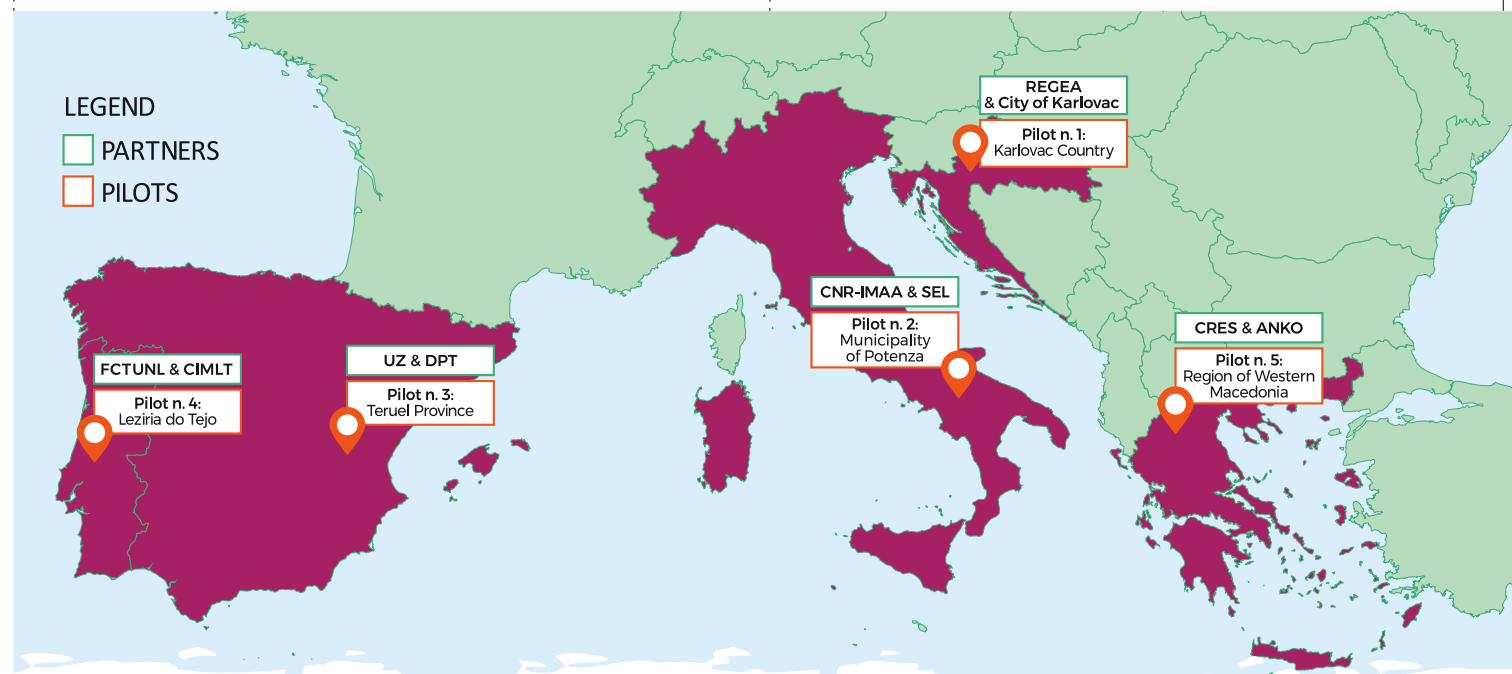 LEGEND
PARTNERS
PILOTS
REGEA
& City of Karlovac
Pilot n. 1:
Karlovac Country
CNR-IMAA & SEL
Pilot n. 2:
Municipality
of Potenza
CRES & ANKO
Pilot n. 5:
Region of Western
Macedonia
UZ & DPT
Pilot n. 3:
Teruel Province
FCTUNL & CIMLT
Pilot n. 4:
Leziria do Tejo